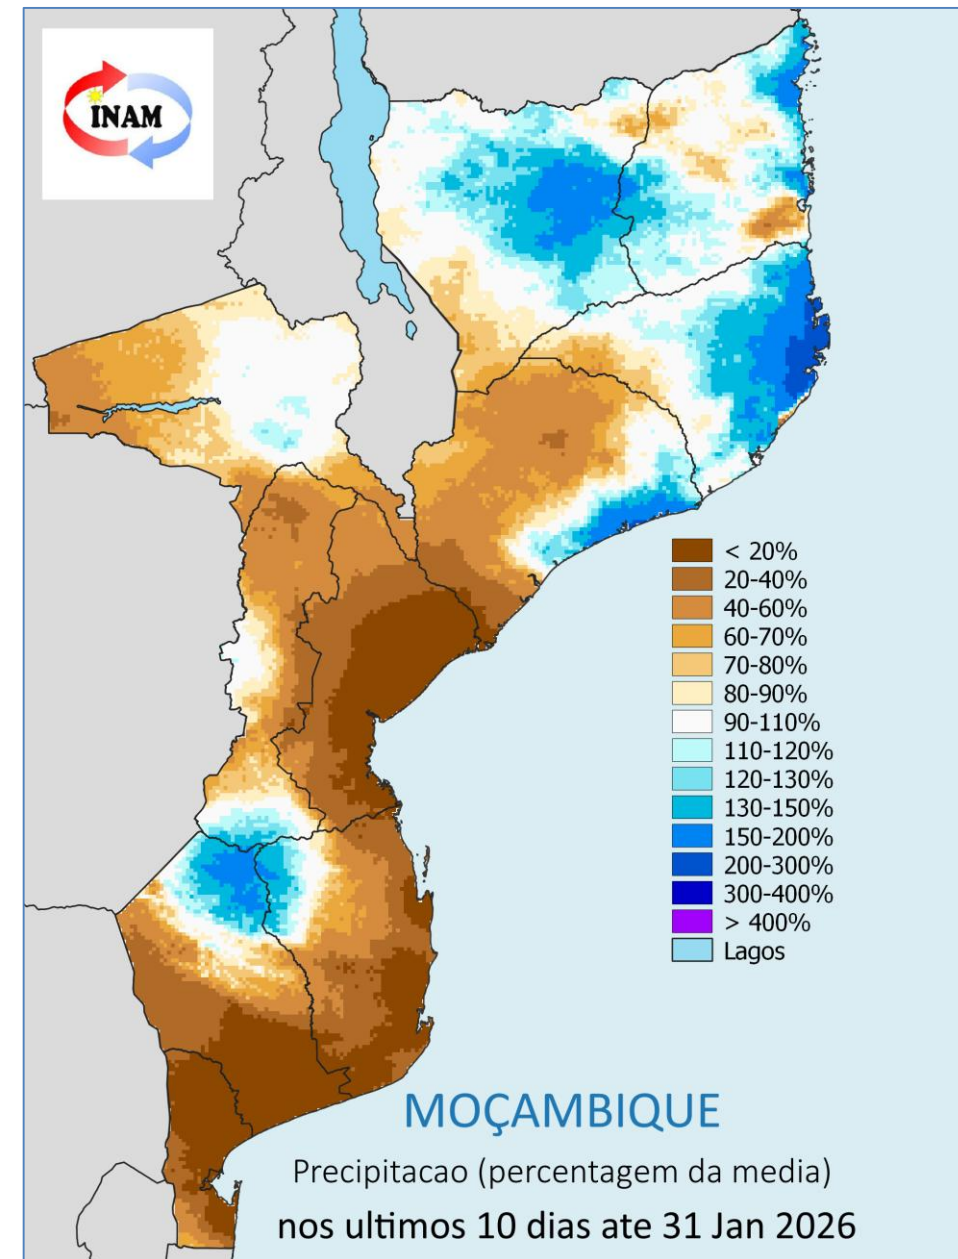 INAM
< 20%
20-40%
40-60%
60-70%
70-80%
80-90%
90-110%
110-120%
120-130%
130-150%
150-200%
200-300%
300-400%
> 400%
Lagos
MOÇAMBIQUE
Precipitacao (percentagem da media)
nos ultimos 10 dias ate 31 Jan 2026